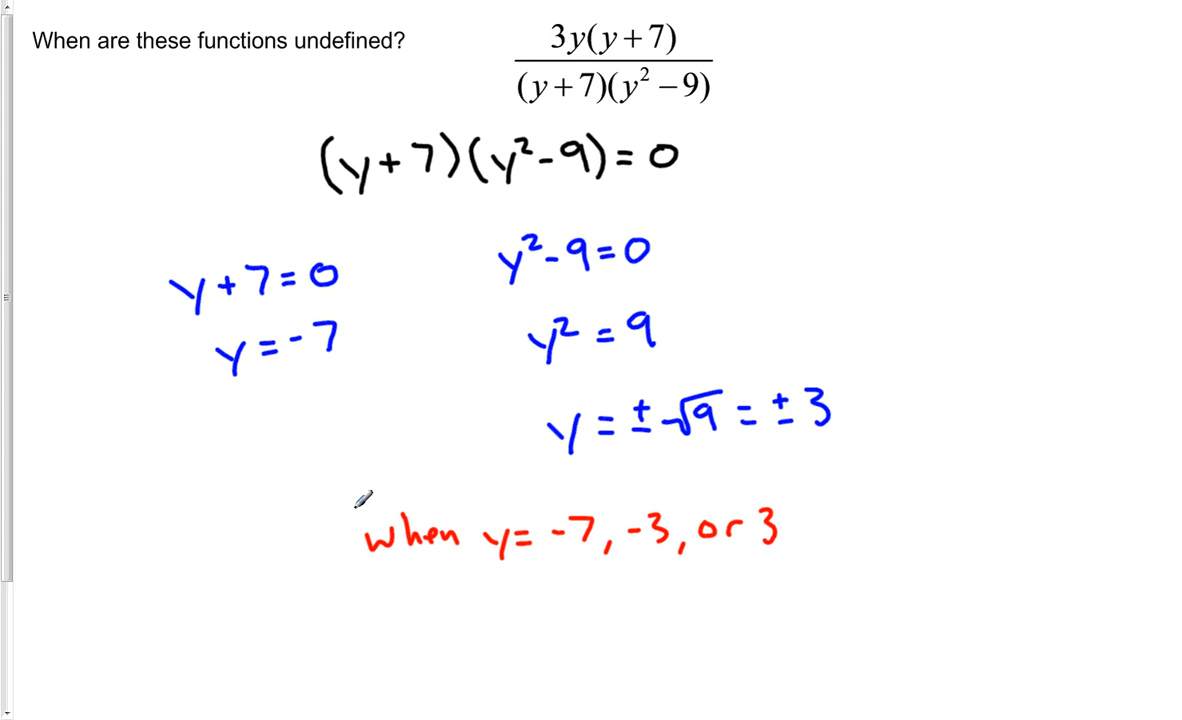 When are these functions undefined?
3y(y+7)
(y+7)(y²−9)
(y+7)(y²-9)=0
y²-9=0
y+7=0
y²=9
y=-7
y=±√9=±3
when y=-7,-3, or 3